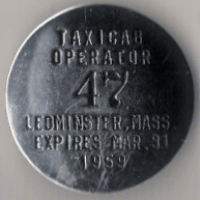 TAXICAB
OPERATOR
47
LEOMINSTER, MASS.
EXPIRES MAR. 31
1959